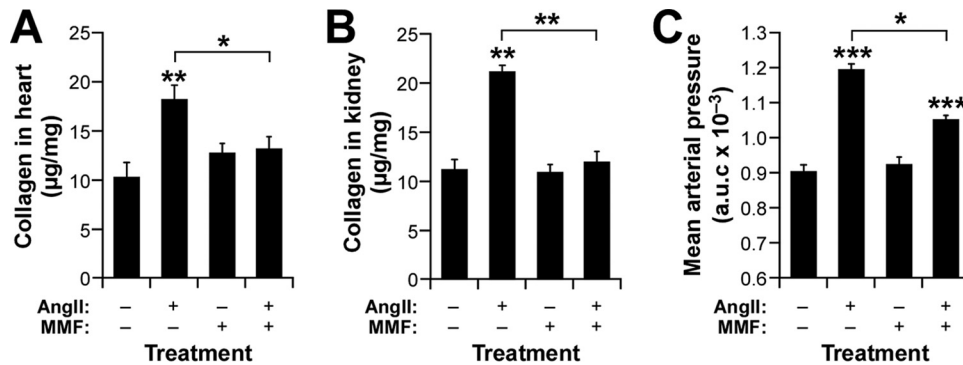 A
Collagen in heart
(µg/mg)
25
20
15
10
5
0
**
*
AngII: – + – +
MMF: – – + +
Treatment
B
Collagen in kidney
(µg/mg)
25
20
15
10
5
0
**
**
AngII: – + – +
MMF: – – + +
Treatment
C
Mean arterial pressure
(a.u.c x 10⁻³)
1.3
1.2
1.1
1.0
0.9
0.8
0.7
0.6
***
*
***
AngII: – + – +
MMF: – – + +
Treatment